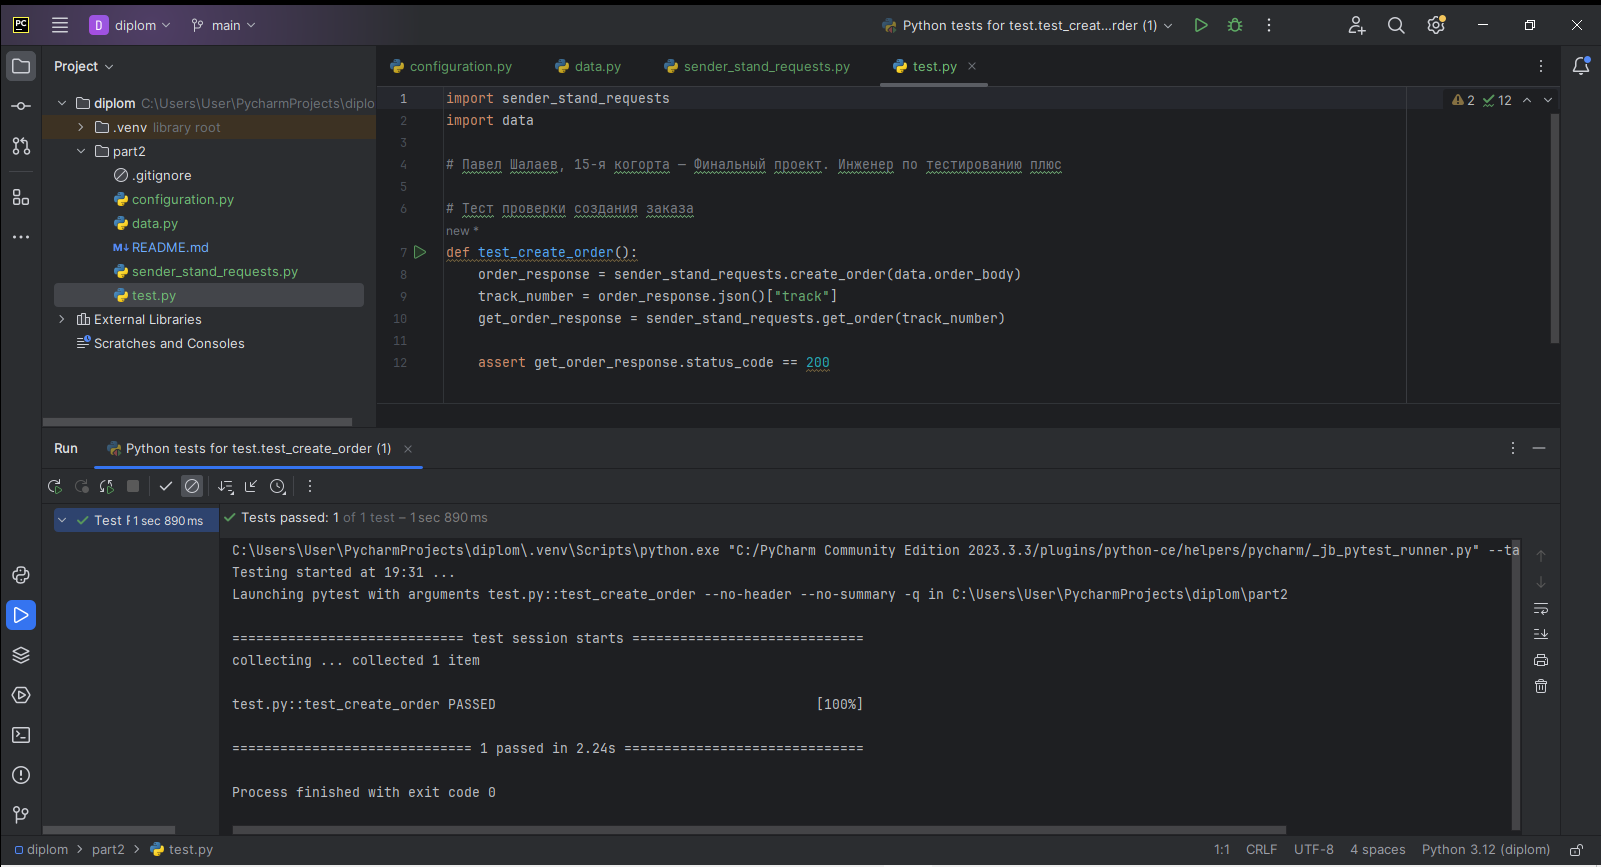 PC
D diplom
main
Python tests for test.test_creat...rder (1)
Project
diplom C:\Users\User\PycharmProjects\diplo
.venv library root
part2
.gitignore
configuration.py
data.py
M↓ README.md
sender_stand_requests.py
test.py
External Libraries
Scratches and Consoles
configuration.py
data.py
sender_stand_requests.py
test.py
2 12
1 import sender_stand_requests
2 import data
3
4 # Павел Шалаев, 15-я когорта — Финальный проект. Инженер по тестированию плюс
5
6 # Тест проверки создания заказа
new *
7 def test_create_order():
8 order_response = sender_stand_requests.create_order(data.order_body)
9 track_number = order_response.json()["track"]
10 get_order_response = sender_stand_requests.get_order(track_number)
11
12 assert get_order_response.status_code == 200
Run
Python tests for test.test_create_order (1)
Test 1 sec 890 ms
Tests passed: 1 of 1 test – 1 sec 890 ms
C:\Users\User\PycharmProjects\diplom\.venv\Scripts\python.exe "C:/PyCharm Community Edition 2023.3.3/plugins/python-ce/helpers/pycharm/_jb_pytest_runner.py" --ta
Testing started at 19:31 ...
Launching pytest with arguments test.py::test_create_order --no-header --no-summary -q in C:\Users\User\PycharmProjects\diplom\part2
============================= test session starts =============================
collecting ... collected 1 item
test.py::test_create_order PASSED [100%]
============================== 1 passed in 2.24s ==============================
Process finished with exit code 0
diplom > part2 > test.py
1:1 CRLF UTF-8 4 spaces Python 3.12 (diplom)